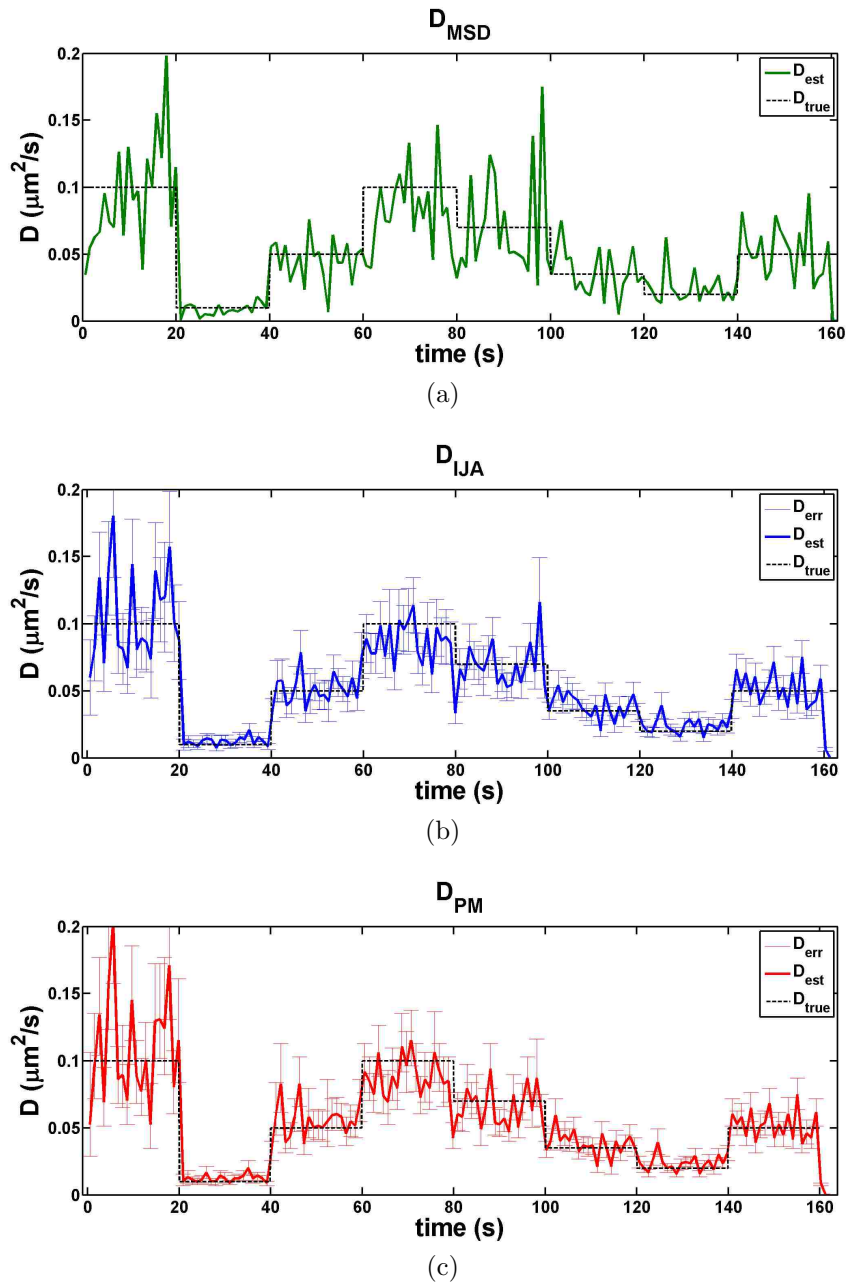 D_MSD
0.2
0.15
0.1
0.05
0
D (μm²/s)
D_est
D_true
0 20 40 60 80 100 120 140 160
time (s)
(a)
D_IJA
0.2
0.15
0.1
0.05
0
D (μm²/s)
D_err
D_est
D_true
0 20 40 60 80 100 120 140 160
time (s)
(b)
D_PM
0.2
0.15
0.1
0.05
0
D (μm²/s)
D_err
D_est
D_true
0 20 40 60 80 100 120 140 160
time (s)
(c)